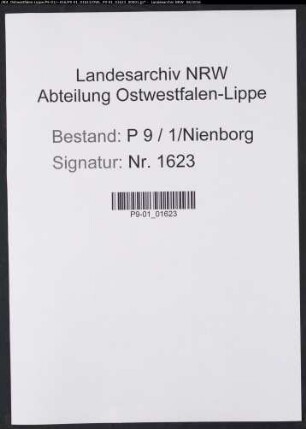 Landesarchiv NRW
Abteilung Ostwestfalen-Lippe
Bestand: P 9 / 1/Nienborg
Signatur: Nr. 1623
P9-01_01623